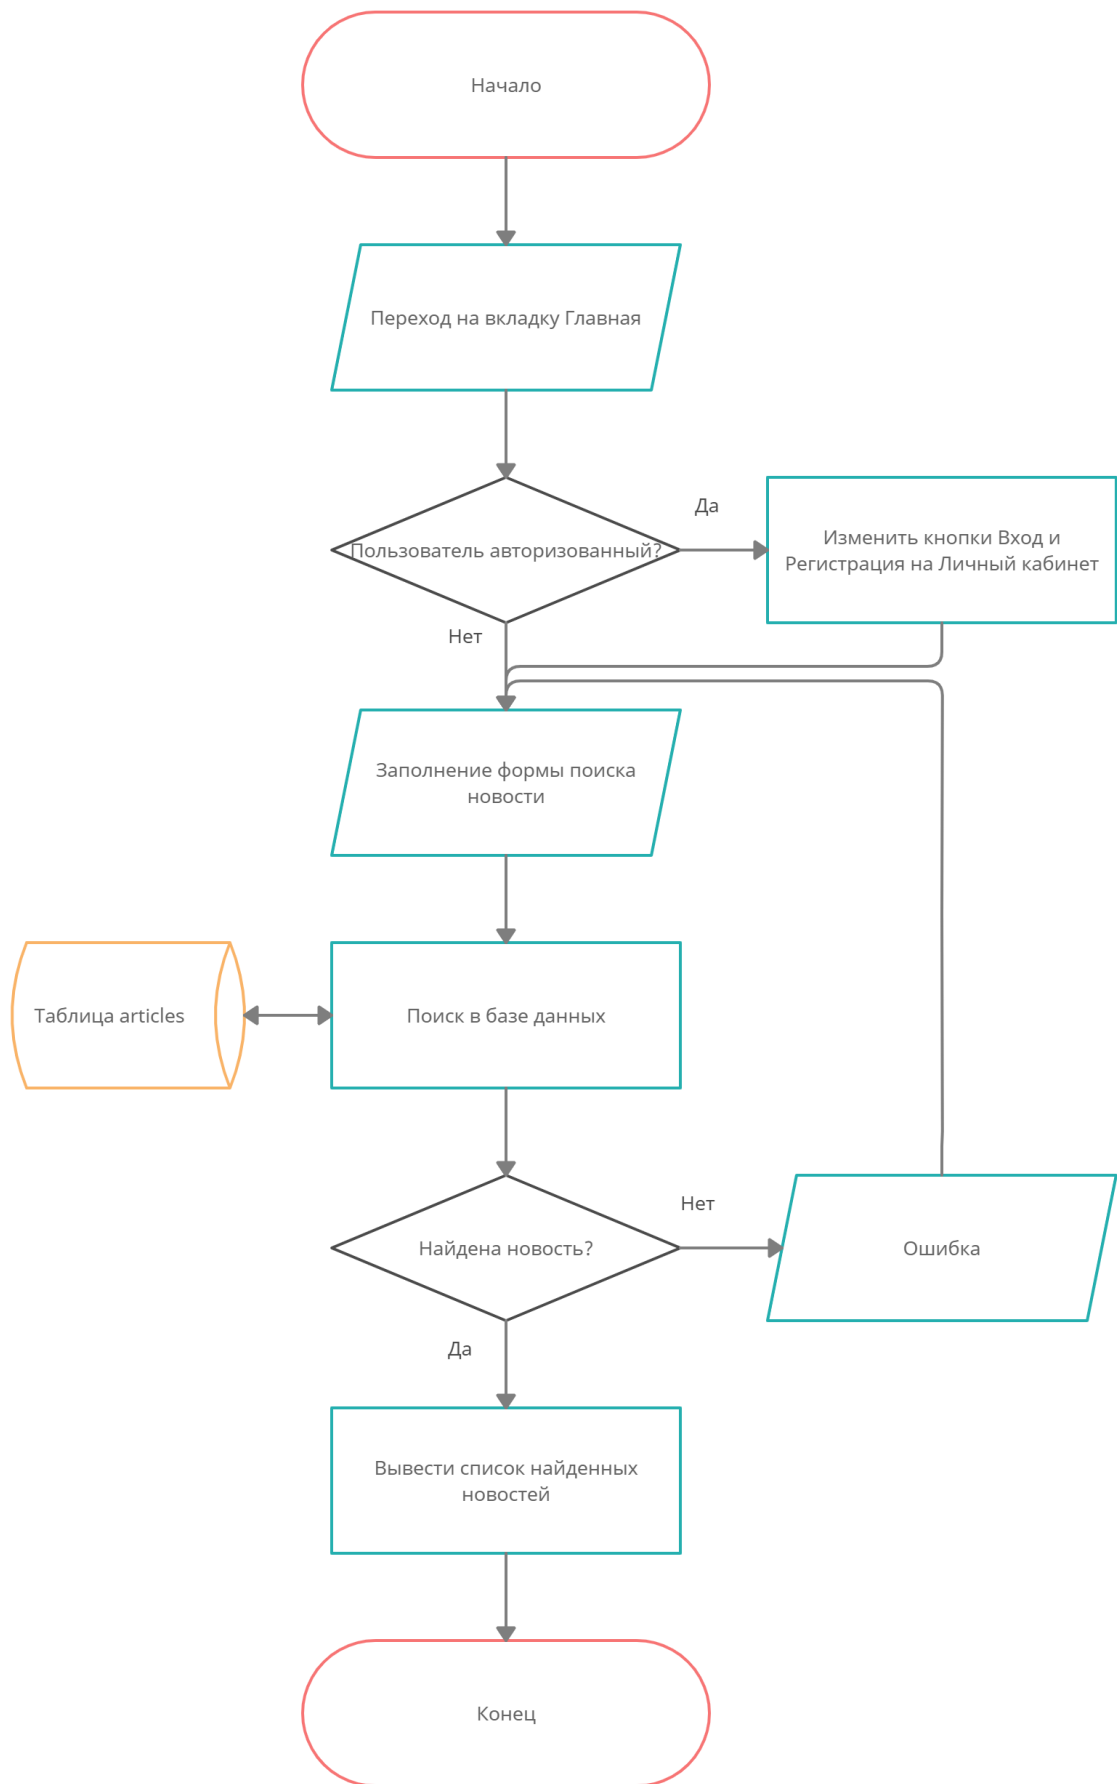 Начало
Переход на вкладку Главная
Пользователь авторизованный?
Да
Изменить кнопки Вход и
Регистрация на Личный кабинет
Нет
Заполнение формы поиска
новости
Таблица articles
Поиск в базе данных
Найдена новость?
Нет
Ошибка
Да
Вывести список найденных
новостей
Конец